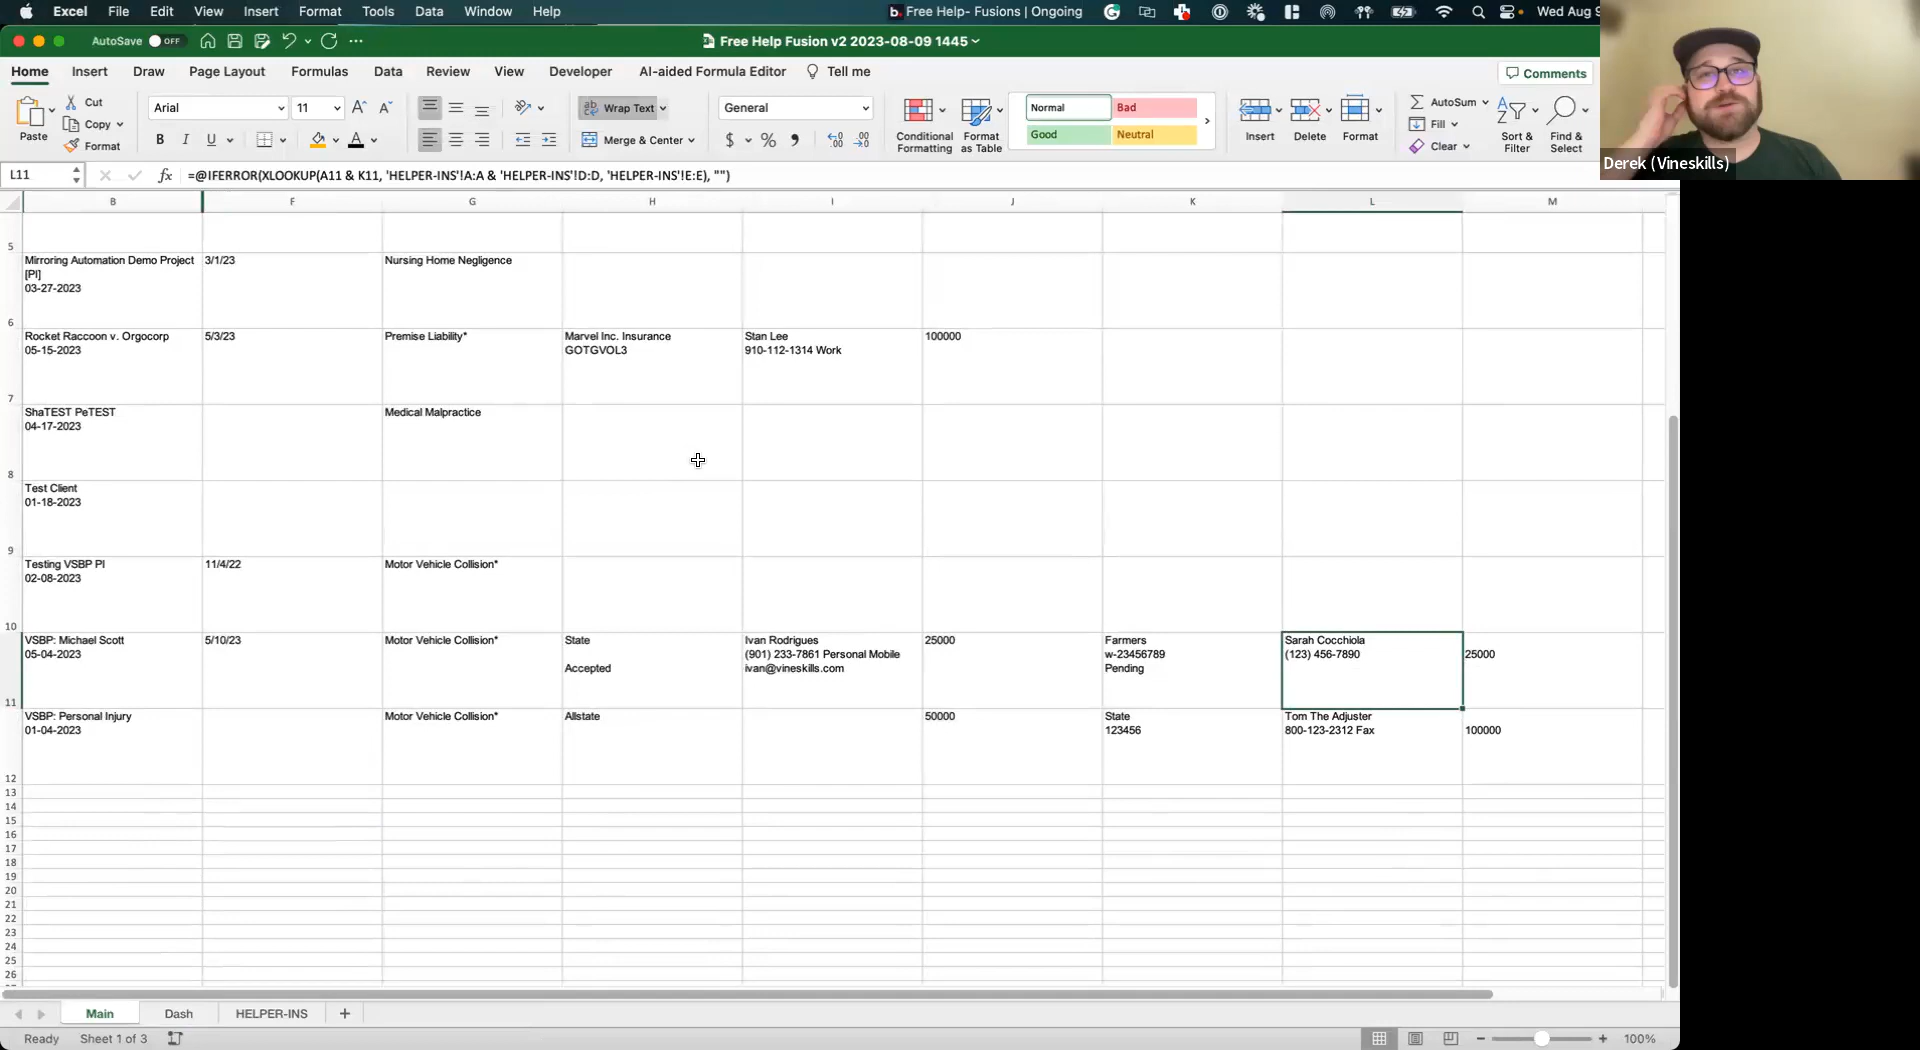 Excel File Edit View Insert Format Tools Data Window Help
Free Help- Fusions | Ongoing
Wed Aug 9
AutoSave OFF
Free Help Fusion v2 2023-08-09 1445
Home Insert Draw Page Layout Formulas Data Review View Developer AI-aided Formula Editor Tell me
Comments
Paste
Cut
Copy
Format
Arial
11
B I U
Wrap Text
Merge & Center
General
$ %
Conditional Formatting
Format as Table
Normal
Bad
Good
Neutral
Insert
Delete
Format
AutoSum
Fill
Clear
Sort & Filter
Find & Select
Derek (Vineskills)
L11
fx =@IFERROR(XLOOKUP(A11 & K11, 'HELPER-INS'!A:A & 'HELPER-INS'!D:D, 'HELPER-INS'!E:E), "")
B F G H I J K L M
5
Mirroring Automation Demo Project 3/1/23 Nursing Home Negligence
[PI]
03-27-2023
6
Rocket Raccoon v. Orgocorp 5/3/23 Premise Liability* Marvel Inc. Insurance Stan Lee 100000
05-15-2023 GOTGVOL3 910-112-1314 Work
7
ShaTEST PeTEST Medical Malpractice
04-17-2023
8
Test Client
01-18-2023
9
Testing VSBP PI 11/4/22 Motor Vehicle Collision*
02-08-2023
10
VSBP: Michael Scott 5/10/23 Motor Vehicle Collision* State Ivan Rodrigues 25000 Farmers Sarah Cocchiola
05-04-2023 (901) 233-7861 Personal Mobile w-23456789 (123) 456-7890 25000
Accepted ivan@vineskills.com Pending
11
VSBP: Personal Injury Motor Vehicle Collision* Allstate 50000 State Tom The Adjuster
01-04-2023 123456 800-123-2312 Fax 100000
12
13
14
15
16
17
18
19
20
21
22
23
24
25
26
Main Dash HELPER-INS +
Ready Sheet 1 of 3
100%